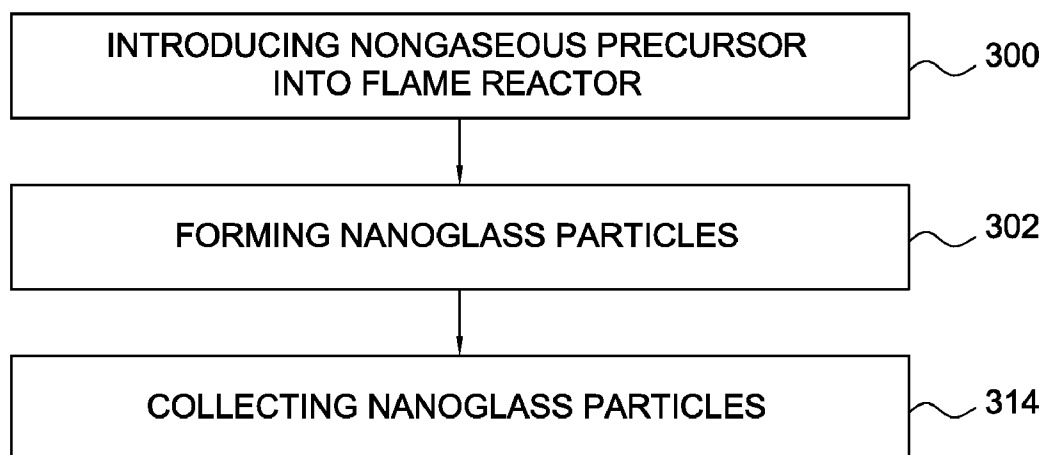 INTRODUCING NONGASEOUS PRECURSOR
INTO FLAME REACTOR
300
FORMING NANOGLASS PARTICLES
302
COLLECTING NANOGLASS PARTICLES
314